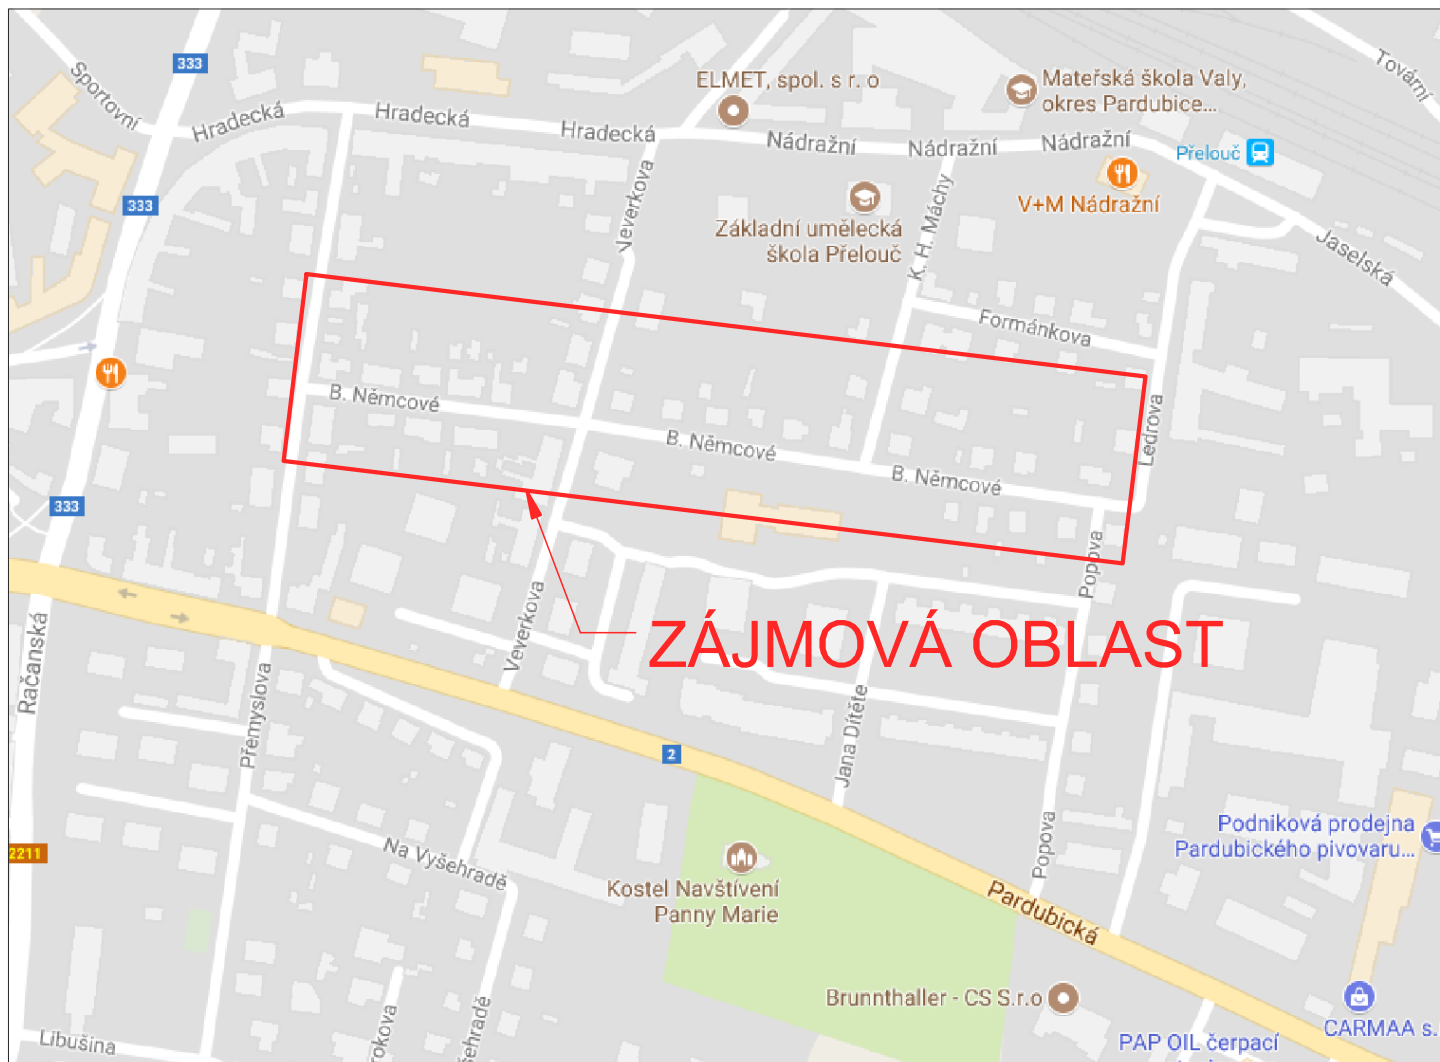 333
Sportovní
Hradecká
Hradecká
Hradecká
ELMET, spol. s r. o
Mateřská škola Valy,
okres Pardubice...
Tovární
Nádražní
Nádražní
Nádražní
Přelouč
V+M Nádražní
333
Veverkova
Základní umělecká
škola Přelouč
K. H. Máchy
Jaselská
Formánkova
B. Němcové
B. Němcové
B. Němcové
Ledrova
333
Popova
Veverkova
ZÁJMOVÁ OBLAST
Račanská
Přemyslova
Jana Dítěte
2
2211
Na Vyšehradě
Popova
Podniková prodejna
Pardubického pivovaru...
Kostel Navštívení
Panny Marie
Pardubická
Brunnthaller - CS S.r.o
CARMAA s.
PAP OIL čerpací
Libušina
rokova
šehradě